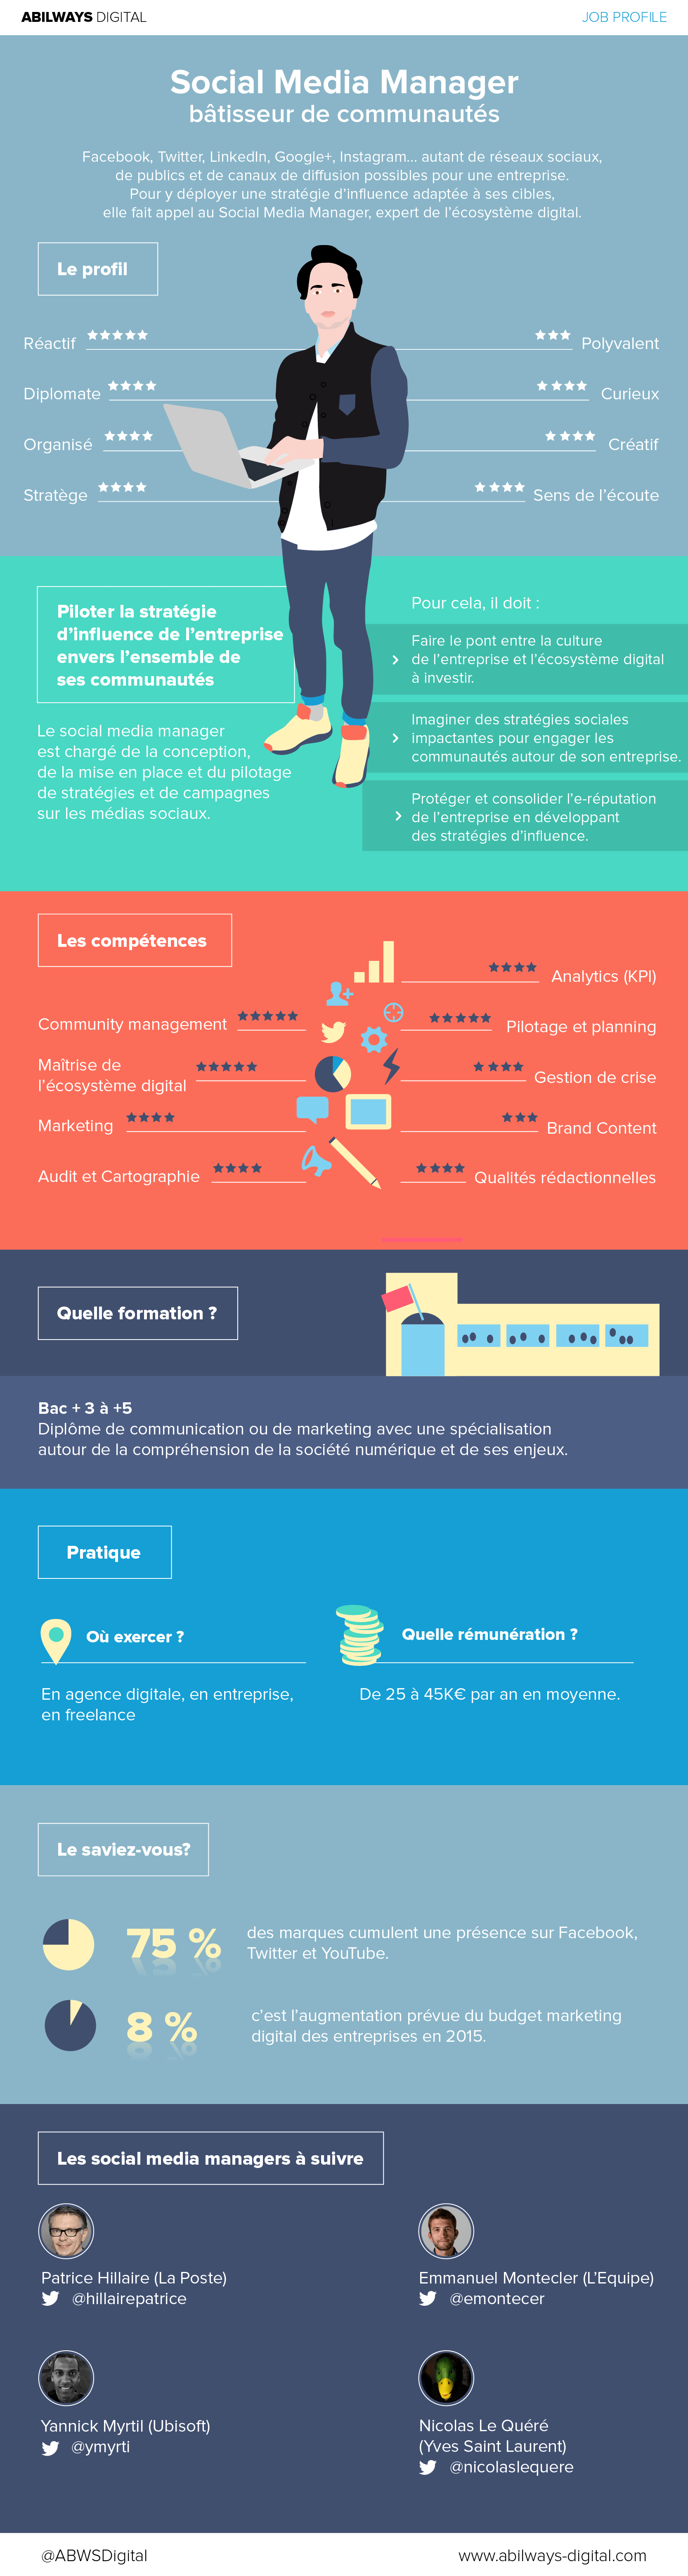 ABILWAYS DIGITAL
JOB PROFILE
Social Media Manager
bâtisseur de communautés
Facebook, Twitter, LinkedIn, Google+, Instagram... autant de réseaux sociaux,
de publics et de canaux de diffusion possibles pour une entreprise.
Pour y déployer une stratégie d'influence adaptée à ses cibles,
elle fait appel au Social Media Manager, expert de l'écosystème digital.
Le profil
Réactif
Polyvalent
Diplomate
Curieux
Organisé
Créatif
Stratège
Sens de l'écoute
Piloter la stratégie
d'influence de l'entreprise
envers l'ensemble de
ses communautés
Le social media manager
est chargé de la conception,
de la mise en place et du pilotage
de stratégies et de campagnes
sur les médias sociaux.
Pour cela, il doit :
Faire le pont entre la culture
de l'entreprise et l'écosystème digital
à investir.
Imaginer des stratégies sociales
impactantes pour engager les
communautés autour de son entreprise.
Protéger et consolider l'e-réputation
de l'entreprise en développant
des stratégies d'influence.
Les compétences
Analytics (KPI)
Community management
Pilotage et planning
Maîtrise de
l'écosystème digital
Gestion de crise
Marketing
Brand Content
Audit et Cartographie
Qualités rédactionnelles
Quelle formation ?
Bac + 3 à +5
Diplôme de communication ou de marketing avec une spécialisation
autour de la compréhension de la société numérique et de ses enjeux.
Pratique
Où exercer ?
En agence digitale, en entreprise,
en freelance
Quelle rémunération ?
De 25 à 45K€ par an en moyenne.
Le saviez-vous?
75 %
des marques cumulent une présence sur Facebook,
Twitter et YouTube.
8 %
c'est l'augmentation prévue du budget marketing
digital des entreprises en 2015.
Les social media managers à suivre
Patrice Hillaire (La Poste)
@hillairepatrice
Emmanuel Montecler (L'Equipe)
@emontecer
Yannick Myrtil (Ubisoft)
@ymyrti
Nicolas Le Quéré
(Yves Saint Laurent)
@nicolaslequere
@ABWSDigital
www.abilways-digital.com